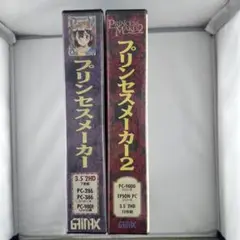 プリンセスメーカー
3.5" 2HD
PC-286
PC-386
PC-9801
GAINAX
PRINCESS MAKER 2
プリンセスメーカー2
PC-9801
EPSON PC
3.5" 2HD
GAINAX